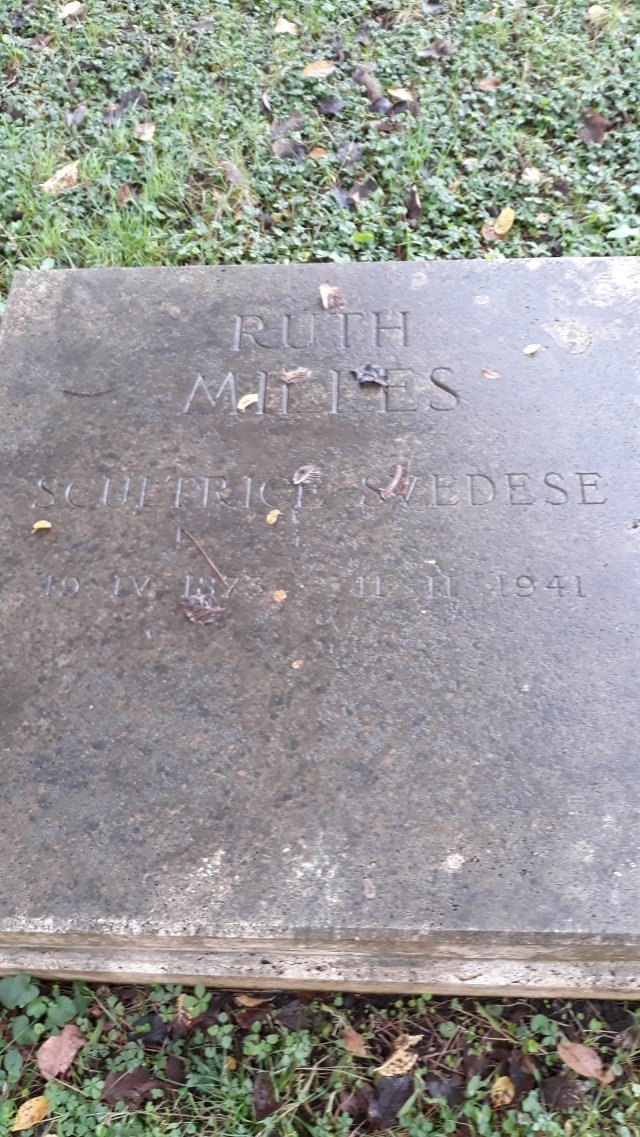 RUTH
MILLES
SCULTRICE SVEDESE
19 IV 1873 11 II 1941